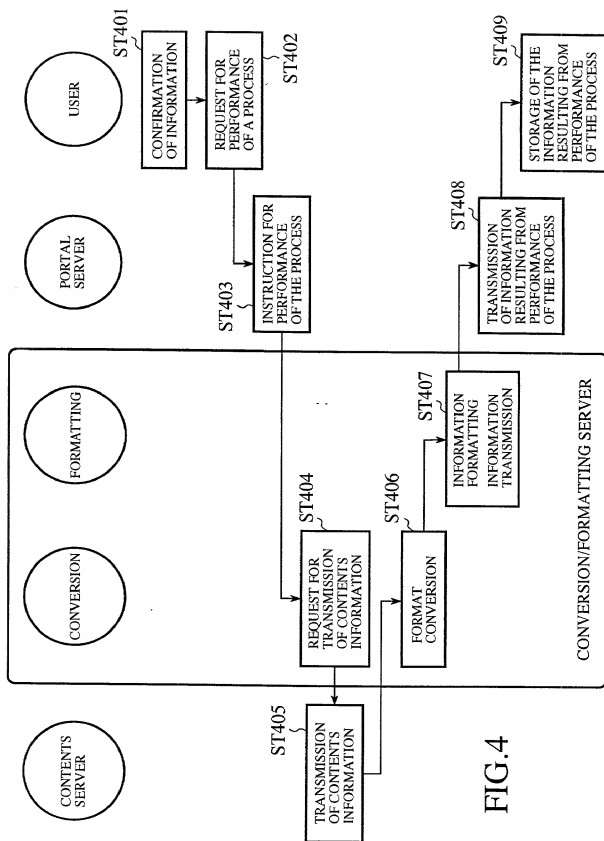 CONTENTS
SERVER
CONVERSION
FORMATTING
PORTAL
SERVER
USER
ST401
CONFIRMATION
OF INFORMATION
REQUEST FOR
PERFORMANCE
OF A PROCESS
ST402
INSTRUCTION FOR
PERFORMANCE
OF THE PROCESS
ST403
ST404
REQUEST FOR
TRANSMISSION
OF CONTENTS
INFORMATION
ST405
TRANSMISSION
OF CONTENTS
INFORMATION
ST406
FORMAT
CONVERSION
ST407
INFORMATION
FORMATTING
INFORMATION
TRANSMISSION
ST408
TRANSMISSION
OF INFORMATION
RESULTING FROM
PERFORMANCE
OF THE PROCESS
ST409
STORAGE OF THE
INFORMATION
RESULTING FROM
PERFORMANCE
OF THE PROCESS
CONVERSION/FORMATTING SERVER
FIG.4